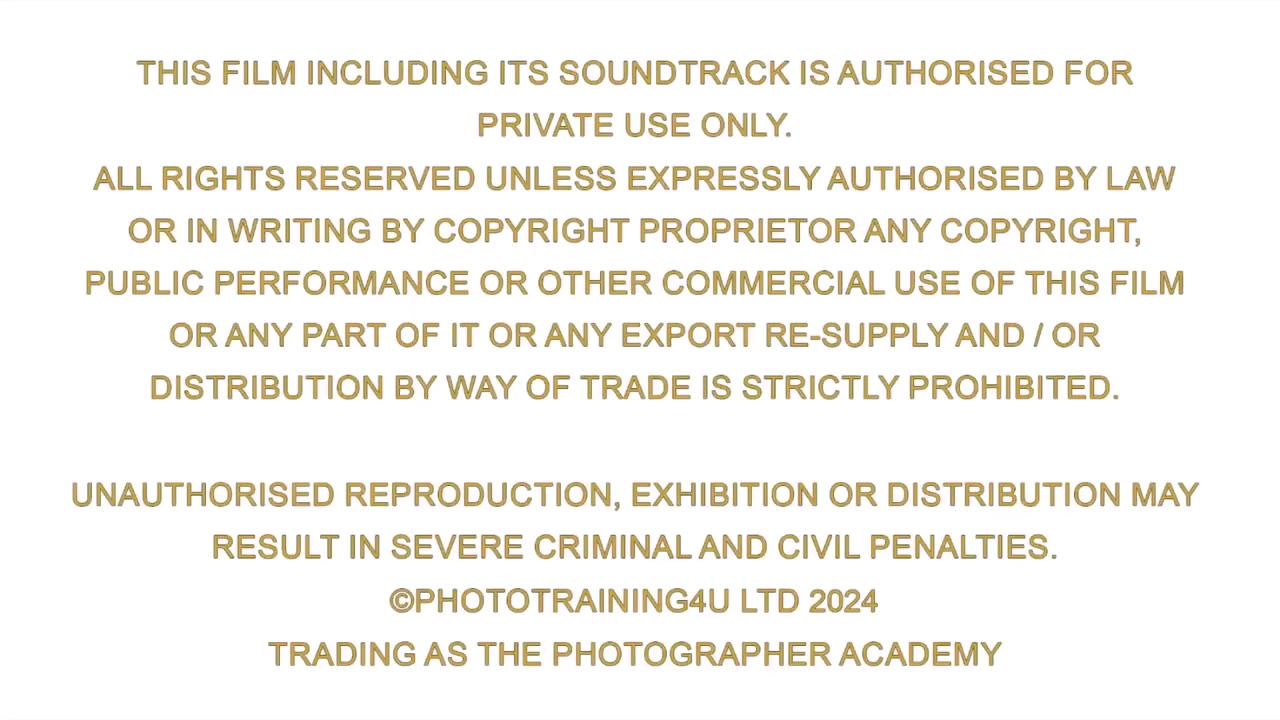 THIS FILM INCLUDING ITS SOUNDTRACK IS AUTHORISED FOR
PRIVATE USE ONLY.
ALL RIGHTS RESERVED UNLESS EXPRESSLY AUTHORISED BY LAW
OR IN WRITING BY COPYRIGHT PROPRIETOR ANY COPYRIGHT,
PUBLIC PERFORMANCE OR OTHER COMMERCIAL USE OF THIS FILM
OR ANY PART OF IT OR ANY EXPORT RE-SUPPLY AND / OR
DISTRIBUTION BY WAY OF TRADE IS STRICTLY PROHIBITED.
UNAUTHORISED REPRODUCTION, EXHIBITION OR DISTRIBUTION MAY
RESULT IN SEVERE CRIMINAL AND CIVIL PENALTIES.
©PHOTOTRAINING4U LTD 2024
TRADING AS THE PHOTOGRAPHER ACADEMY